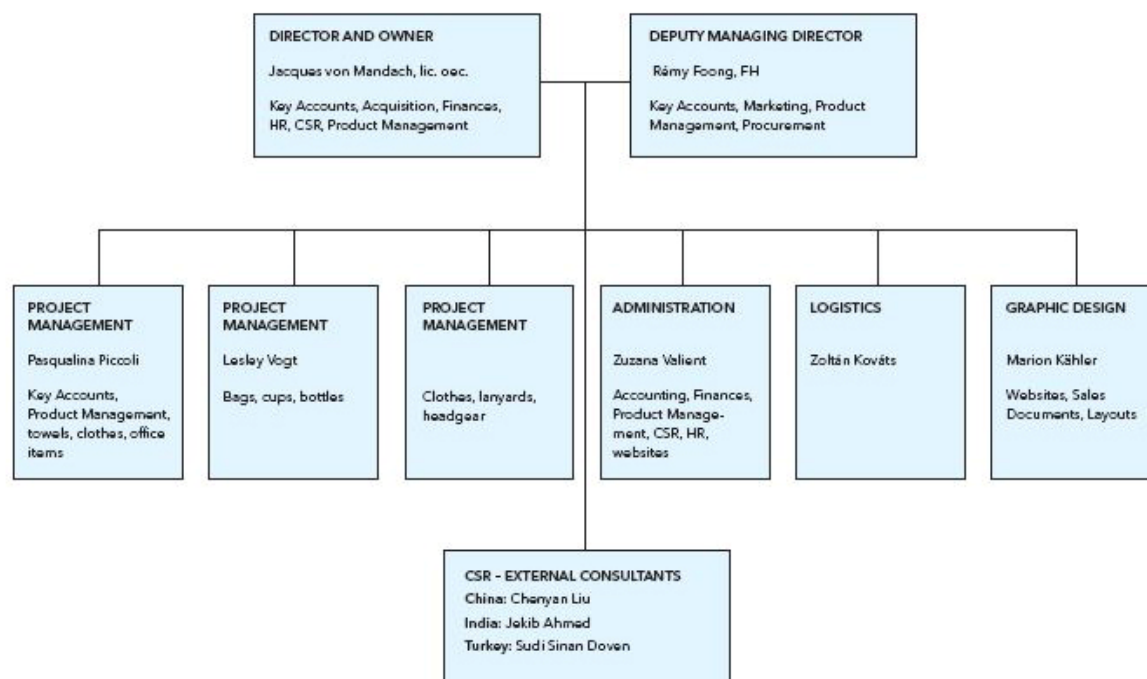 DIRECTOR AND OWNER
Jacques von Mandach, lic. oec.
Key Accounts, Acquisition, Finances,
HR, CSR, Product Management
DEPUTY MANAGING DIRECTOR
Rémy Foong, FH
Key Accounts, Marketing, Product
Management, Procurement
PROJECT
MANAGEMENT
Pasqualina Piccoli
Key Accounts,
Product Management,
towels, clothes, office
items
PROJECT
MANAGEMENT
Lesley Vogt
Bags, cups, bottles
PROJECT
MANAGEMENT
Clothes, lanyards,
headgear
ADMINISTRATION
Zuzana Valient
Accounting, Finances,
Product Manage-
ment, CSR, HR,
websites
LOGISTICS
Zoltán Kováts
GRAPHIC DESIGN
Marion Kähler
Websites, Sales
Documents, Layouts
CSR - EXTERNAL CONSULTANTS
China: Chenyan Liu
India: Jekib Ahmed
Turkey: Sudi Sinan Doven